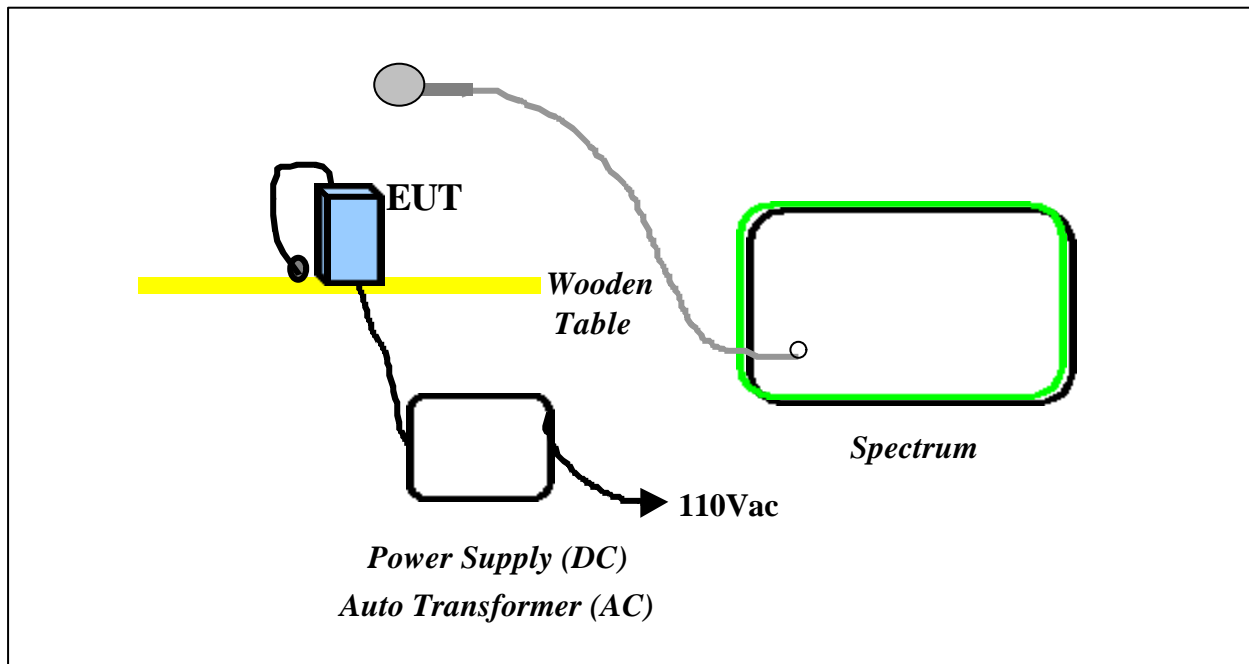 EUT
Wooden
Table
Spectrum
110Vac
Power Supply (DC)
Auto Transformer (AC)